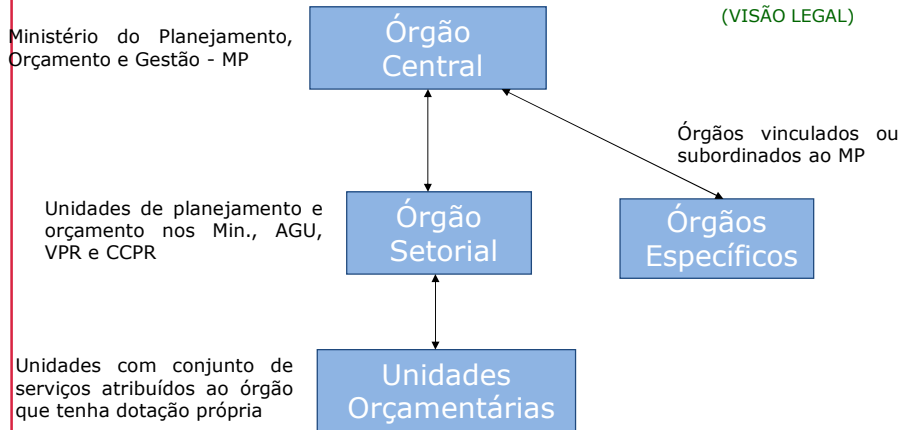 (VISÃO LEGAL)
Ministério do Planejamento,
Orçamento e Gestão - MP
Órgão
Central
Órgãos vinculados ou
subordinados ao MP
Unidades de planejamento e
orçamento nos Min., AGU,
VPR e CCPR
Órgão
Setorial
Órgãos
Específicos
Unidades com conjunto de
serviços atribuídos ao órgão
que tenha dotação própria
Unidades
Orçamentárias